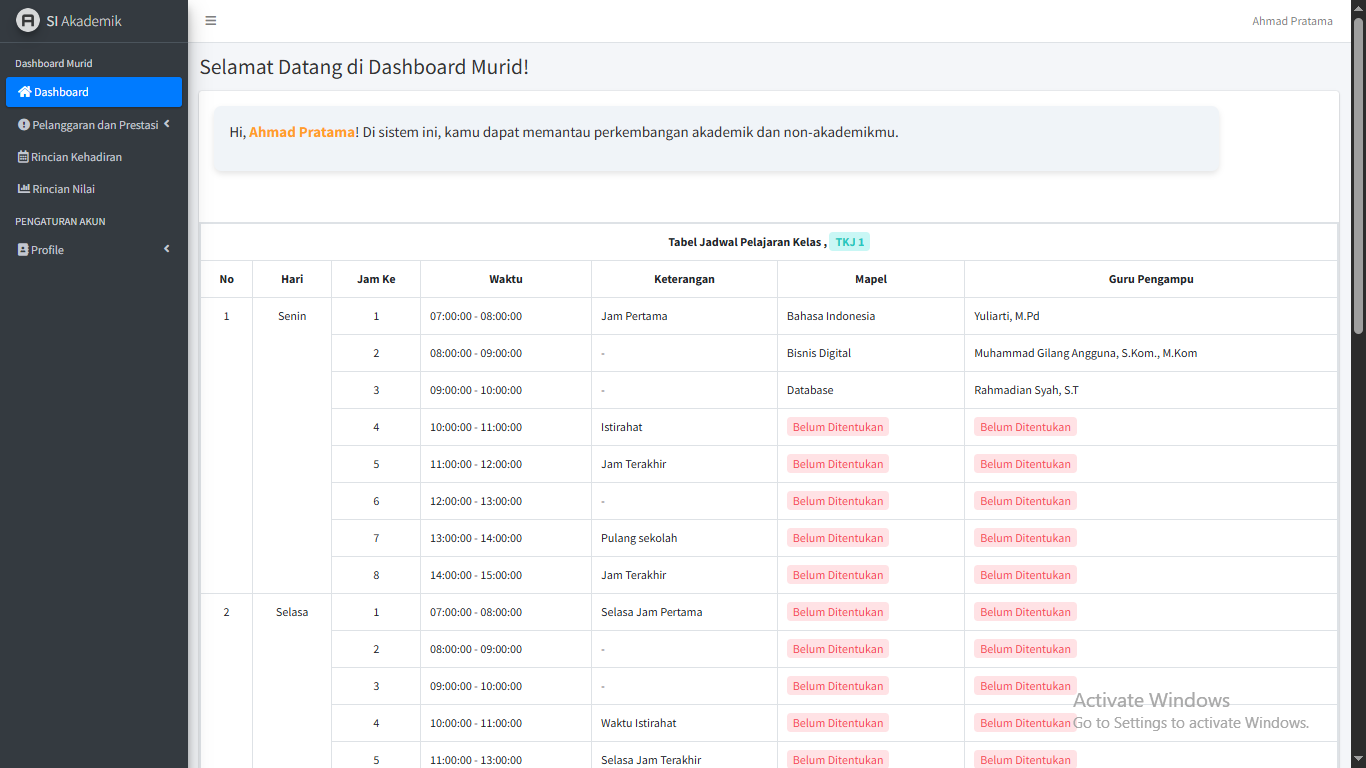 SI Akademik
Ahmad Pratama
Dashboard Murid
Dashboard
Pelanggaran dan Prestasi
Rincian Kehadiran
Rincian Nilai
PENGATURAN AKUN
Profile
Selamat Datang di Dashboard Murid!
Hi, Ahmad Pratama! Di sistem ini, kamu dapat memantau perkembangan akademik dan non-akademikmu.
Tabel Jadwal Pelajaran Kelas , TKJ 1
No Hari Jam Ke Waktu Keterangan Mapel Guru Pengampu
1 Senin 1 07:00:00 - 08:00:00 Jam Pertama Bahasa Indonesia Yuliarti, M.Pd
2 08:00:00 - 09:00:00 - Bisnis Digital Muhammad Gilang Angguna, S.Kom., M.Kom
3 09:00:00 - 10:00:00 - Database Rahmadian Syah, S.T
4 10:00:00 - 11:00:00 Istirahat Belum Ditentukan Belum Ditentukan
5 11:00:00 - 12:00:00 Jam Terakhir Belum Ditentukan Belum Ditentukan
6 12:00:00 - 13:00:00 - Belum Ditentukan Belum Ditentukan
7 13:00:00 - 14:00:00 Pulang sekolah Belum Ditentukan Belum Ditentukan
8 14:00:00 - 15:00:00 Jam Terakhir Belum Ditentukan Belum Ditentukan
2 Selasa 1 07:00:00 - 08:00:00 Selasa Jam Pertama Belum Ditentukan Belum Ditentukan
2 08:00:00 - 09:00:00 - Belum Ditentukan Belum Ditentukan
3 09:00:00 - 10:00:00 - Belum Ditentukan Belum Ditentukan
4 10:00:00 - 11:00:00 Waktu Istirahat Belum Ditentukan Belum Ditentukan
5 11:00:00 - 13:00:00 Selasa Jam Terakhir Belum Ditentukan Belum Ditentukan
Activate Windows
Go to Settings to activate Windows.